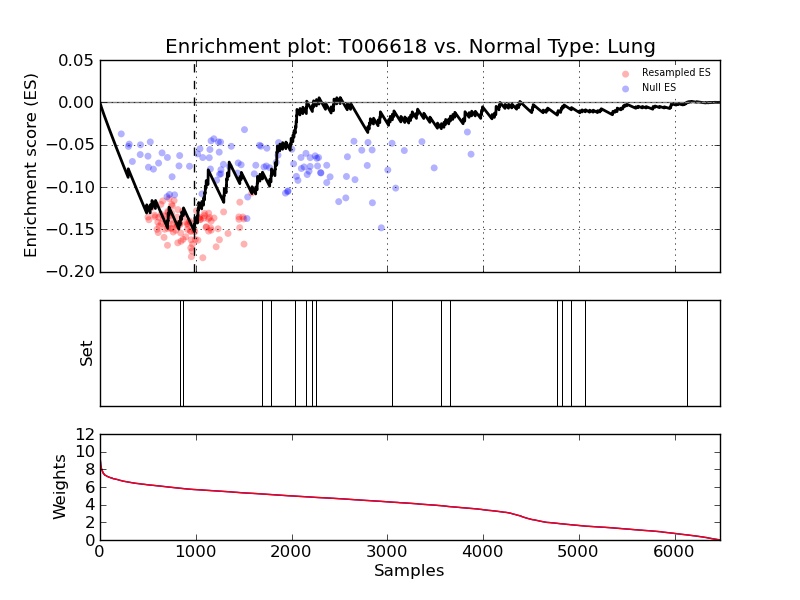 Enrichment plot: T006618 vs. Normal Type: Lung
Enrichment score (ES)
0.05
0.00
−0.05
−0.10
−0.15
−0.20
Resampled ES
Null ES
Set
Weights
12
10
8
6
4
2
0
0 1000 2000 3000 4000 5000 6000
Samples